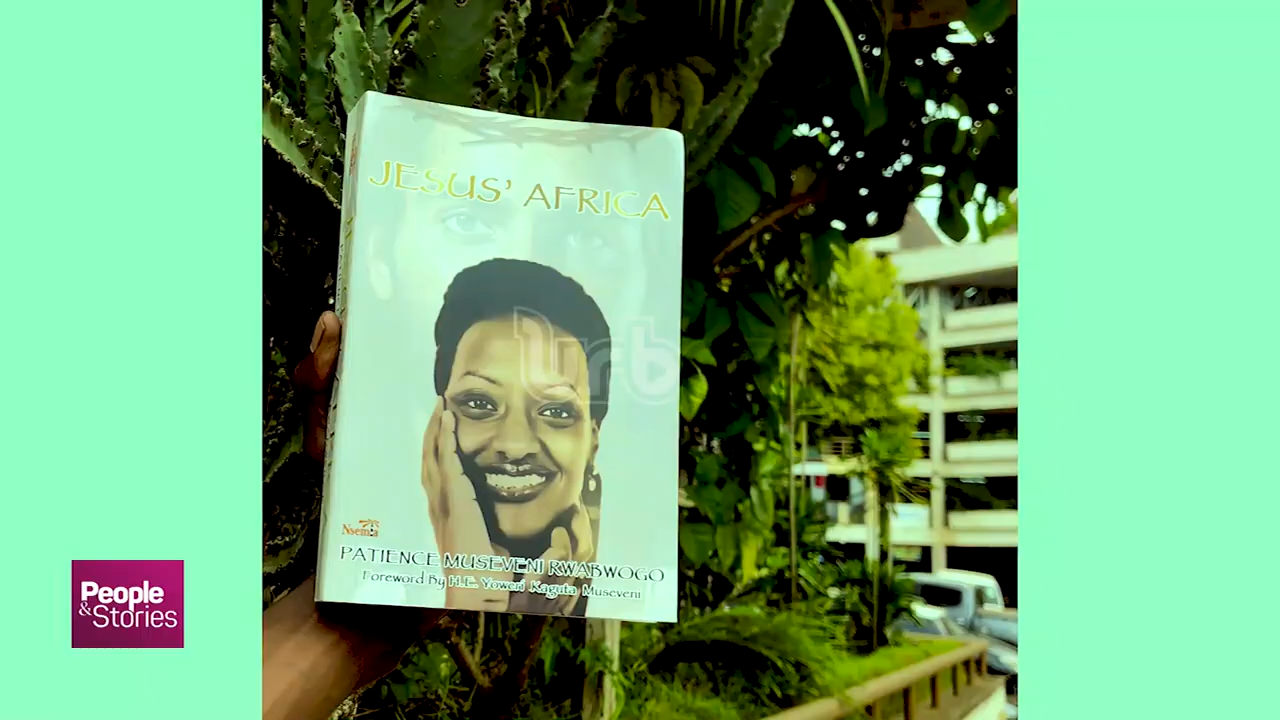 JESUS' AFRICA
Nsemia
PATIENCE MUSEVENI RWABWOGO
Foreword By H.E. Yoweri Kaguta Museveni
People
&Stories